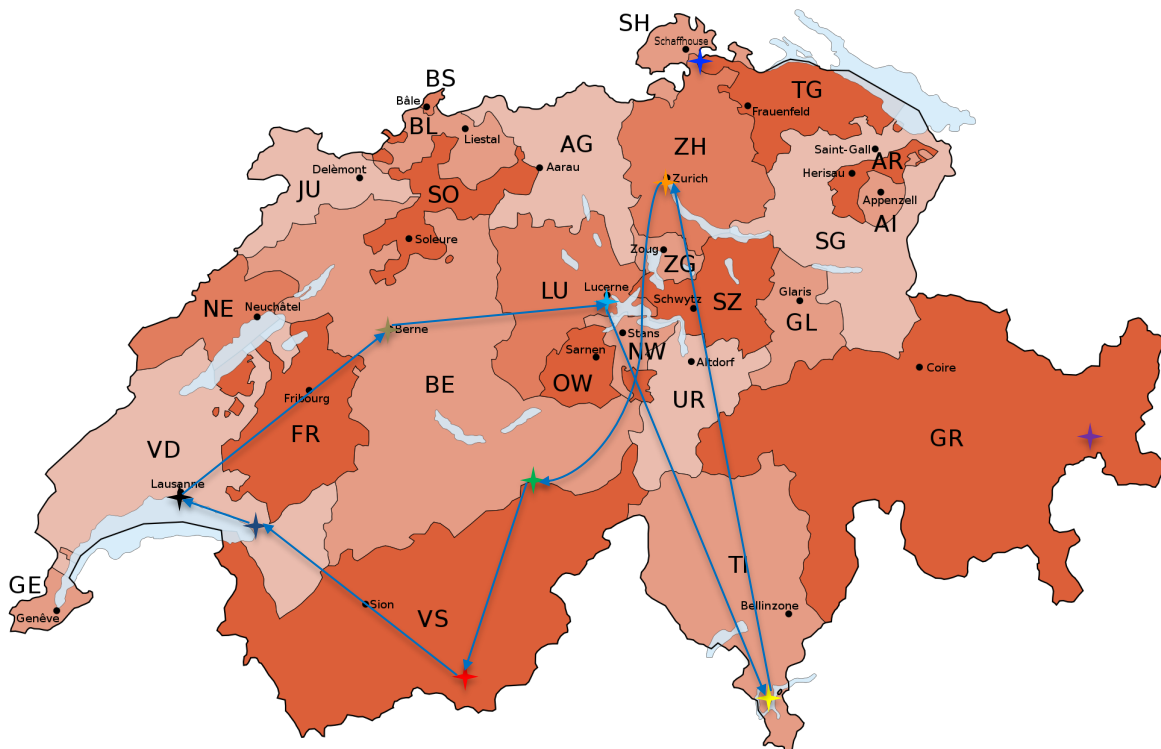 SH
Schaffhouse
BS
Bâle
BL
Liestal
AG
Aarau
ZH
Zurich
TG
Frauenfeld
Saint-Gall
AR
Herisau
Appenzell
AI
Delèmont
JU
SO
Soleure
SG
Zoug
ZG
LU
Lucerne
Schwytz
SZ
Glaris
GL
NE
Neuchâtel
Berne
Stans
NW
Sarnen
OW
Altdorf
UR
Coire
BE
Fribourg
FR
GR
VD
Lausanne
TI
Bellinzone
GE
Genève
Sion
VS